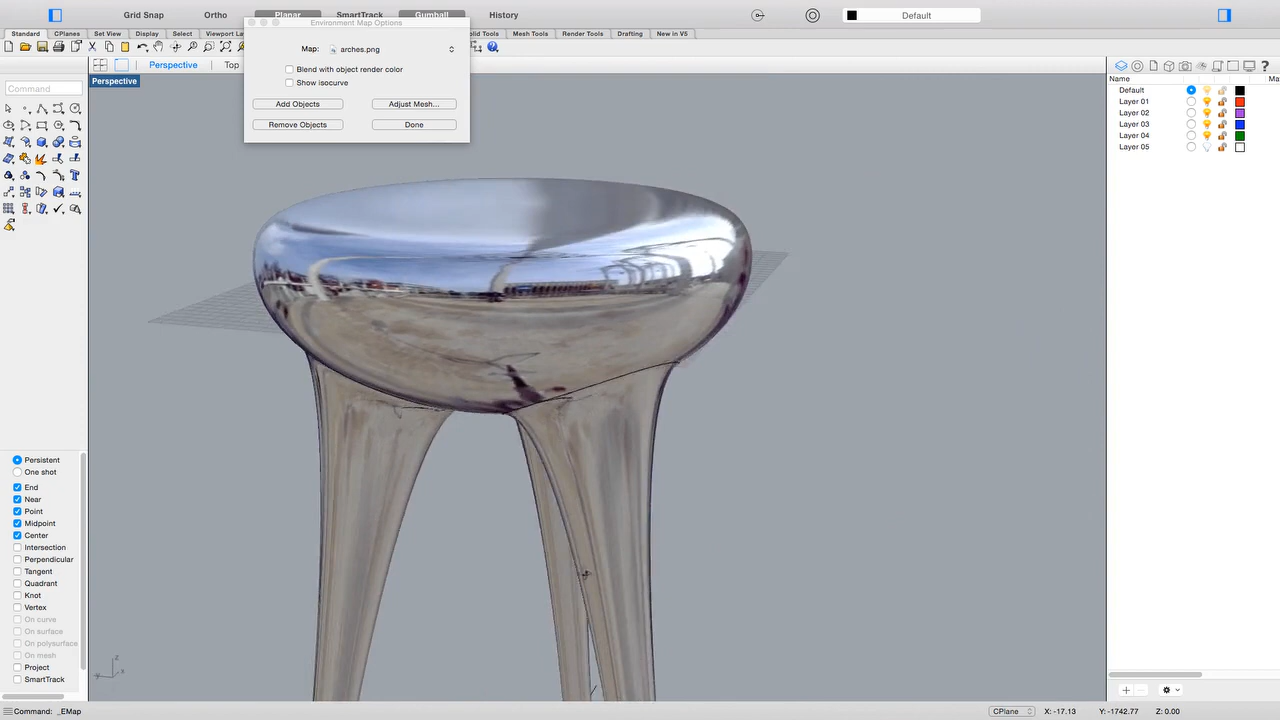 Grid Snap Ortho Planar SmartTrack Gumball History Default
Environment Map Options
Standard CPlanes Set View Display Select Viewport La Solid Tools Mesh Tools Render Tools Drafting New in V5
Map: arches.png
Perspective Top
Perspective
Blend with object render color
Show isocurve
Add Objects Adjust Mesh...
Remove Objects Done
Command
Name Ma
Default
Layer 01
Layer 02
Layer 03
Layer 04
Layer 05
Persistent
One shot
End
Near
Point
Midpoint
Center
Intersection
Perpendicular
Tangent
Quadrant
Knot
Vertex
On curve
On surface
On polysurface
On mesh
Project
SmartTrack
z
y x
Command: _EMap
CPlane X: -17.13 Y: -1742.77 Z: 0.00